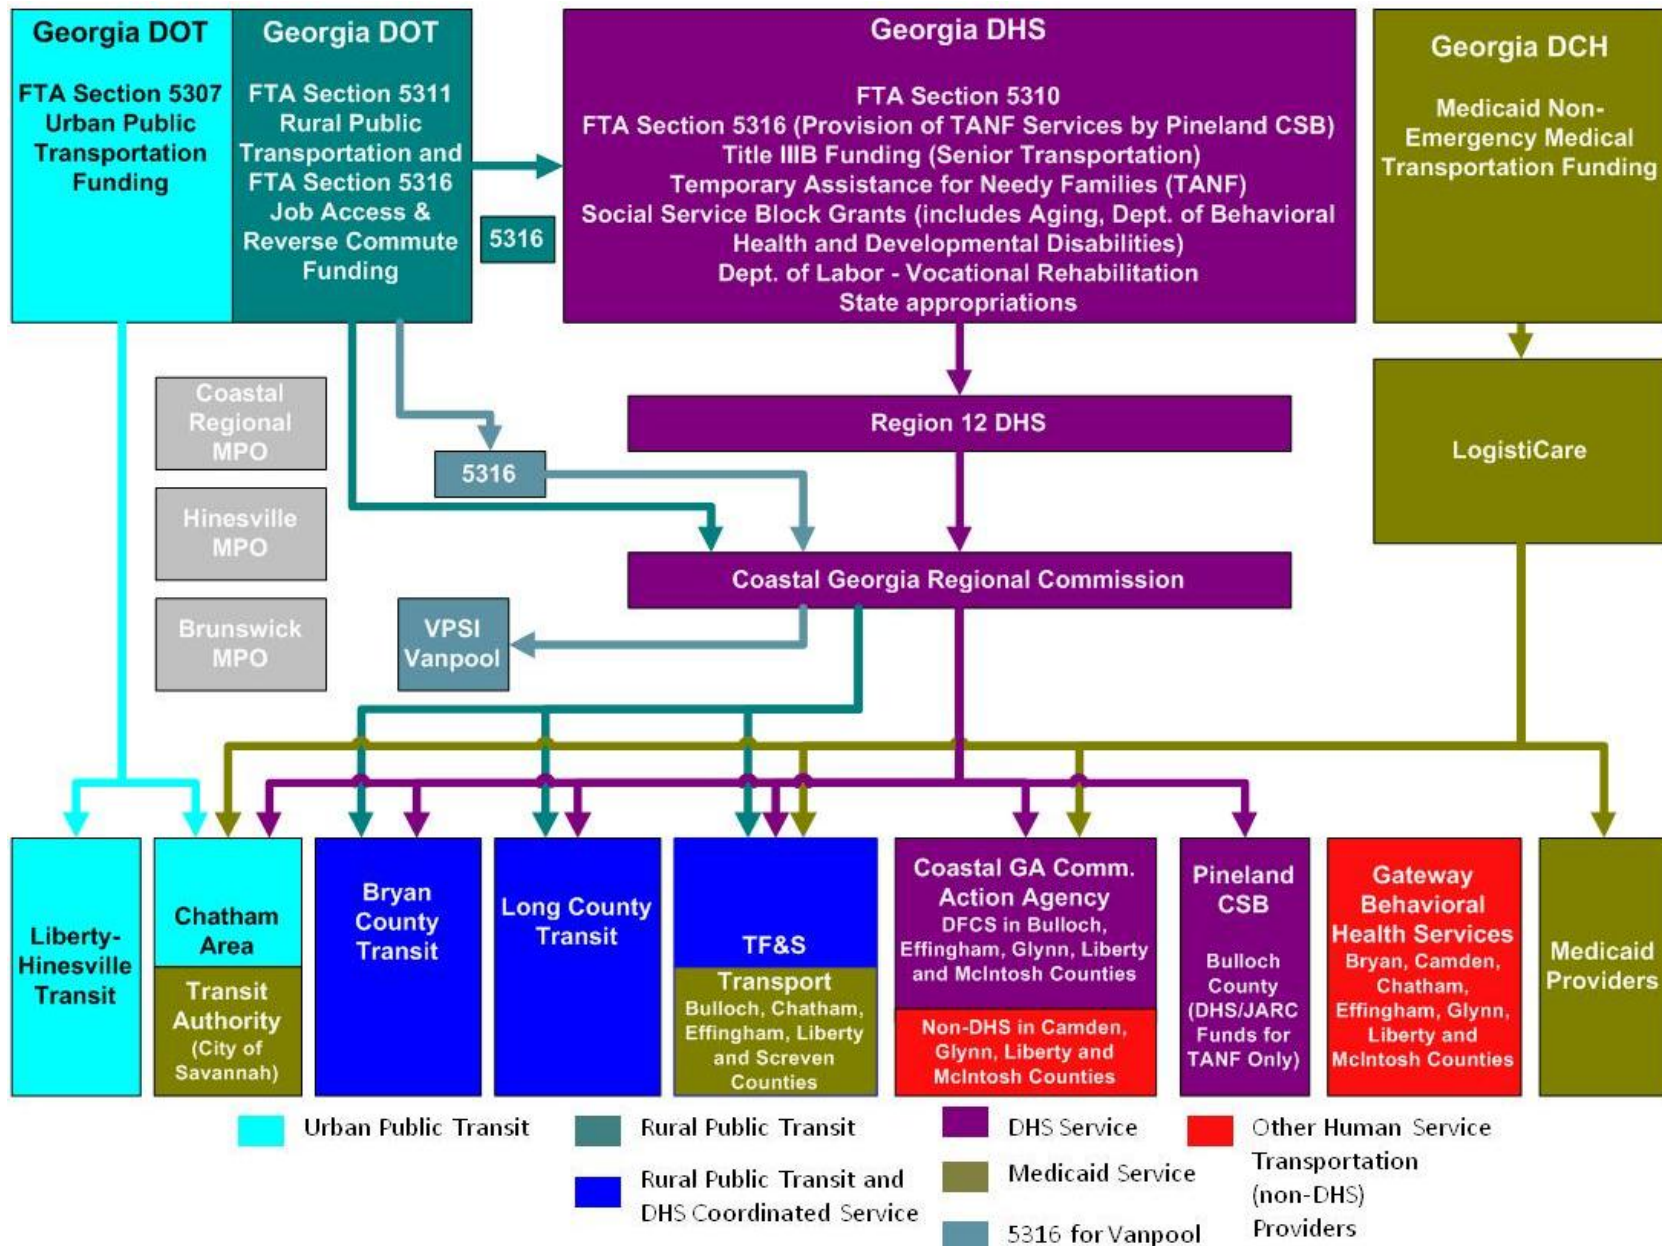 Georgia DOT
FTA Section 5307
Urban Public
Transportation
Funding
Georgia DOT
FTA Section 5311
Rural Public
Transportation and
FTA Section 5316
Job Access &
Reverse Commute
Funding
5316
Georgia DHS
FTA Section 5310
FTA Section 5316 (Provision of TANF Services by Pineland CSB)
Title IIIB Funding (Senior Transportation)
Temporary Assistance for Needy Families (TANF)
Social Service Block Grants (includes Aging, Dept. of Behavioral
Health and Developmental Disabilities)
Dept. of Labor - Vocational Rehabilitation
State appropriations
Georgia DCH
Medicaid Non-
Emergency Medical
Transportation Funding
Coastal
Regional
MPO
Hinesville
MPO
Brunswick
MPO
5316
Region 12 DHS
LogistiCare
Coastal Georgia Regional Commission
VPSI
Vanpool
Liberty-
Hinesville
Transit
Chatham
Area
Transit
Authority
(City of
Savannah)
Bryan
County
Transit
Long County
Transit
TF&S
Transport
Bulloch, Chatham,
Effingham, Liberty
and Screven
Counties
Coastal GA Comm.
Action Agency
DFCS in Bulloch,
Effingham, Glynn, Liberty
and McIntosh Counties
Non-DHS in Camden,
Glynn, Liberty and
McIntosh Counties
Pineland
CSB
Bulloch
County
(DHS/JARC
Funds for
TANF Only)
Gateway
Behavioral
Health Services
Bryan, Camden,
Chatham,
Effingham, Glynn,
Liberty and
McIntosh Counties
Medicaid
Providers
Urban Public Transit
Rural Public Transit
Rural Public Transit and
DHS Coordinated Service
DHS Service
Medicaid Service
5316 for Vanpool
Other Human Service
Transportation
(non-DHS)
Providers